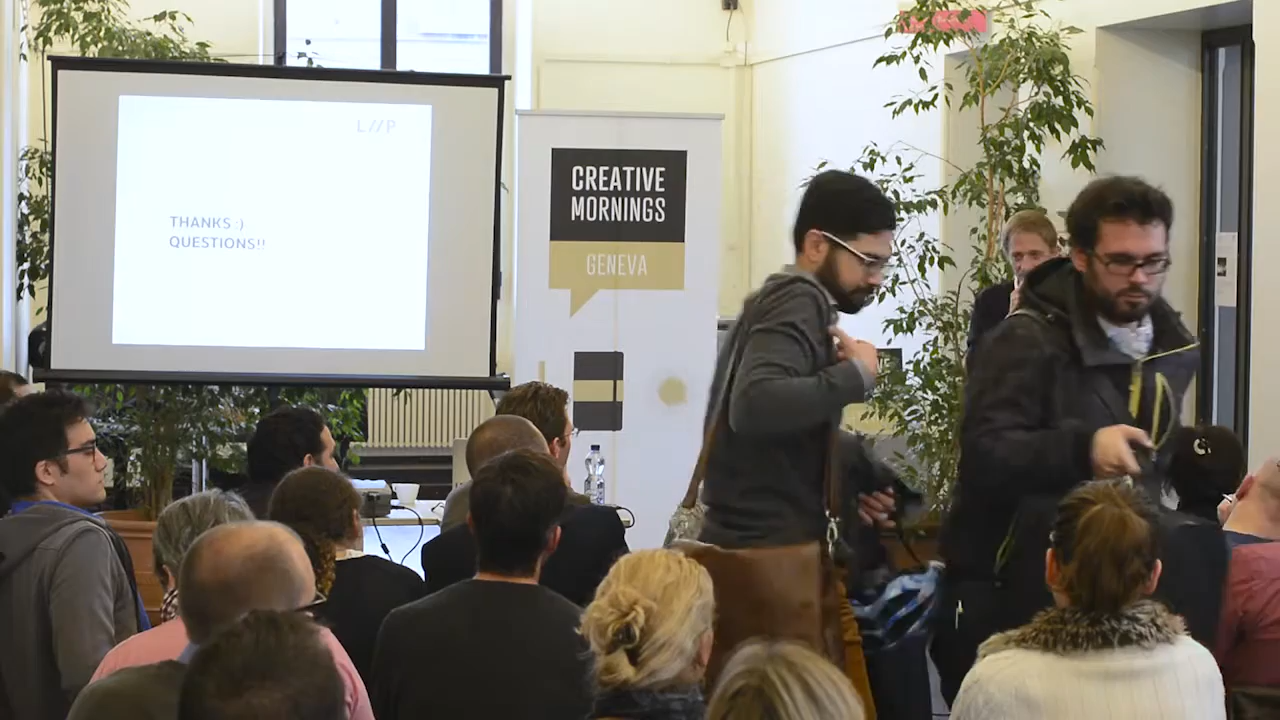 L//P
THANKS :)
QUESTIONS!!
CREATIVE
MORNINGS
GENEVA